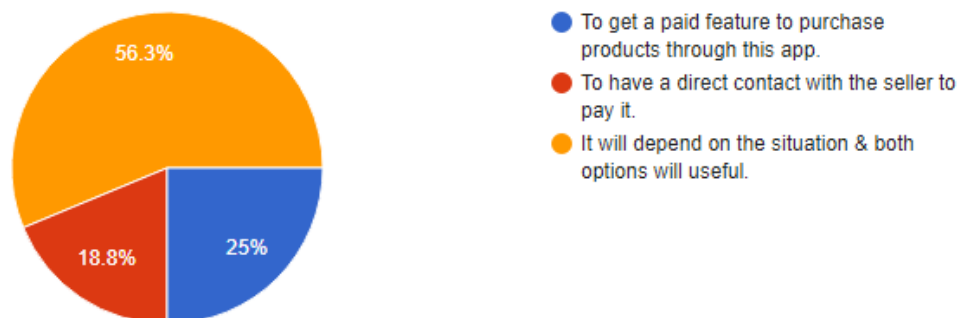 56.3%
18.8%
25%
To get a paid feature to purchase
products through this app.
To have a direct contact with the seller to
pay it.
It will depend on the situation & both
options will useful.